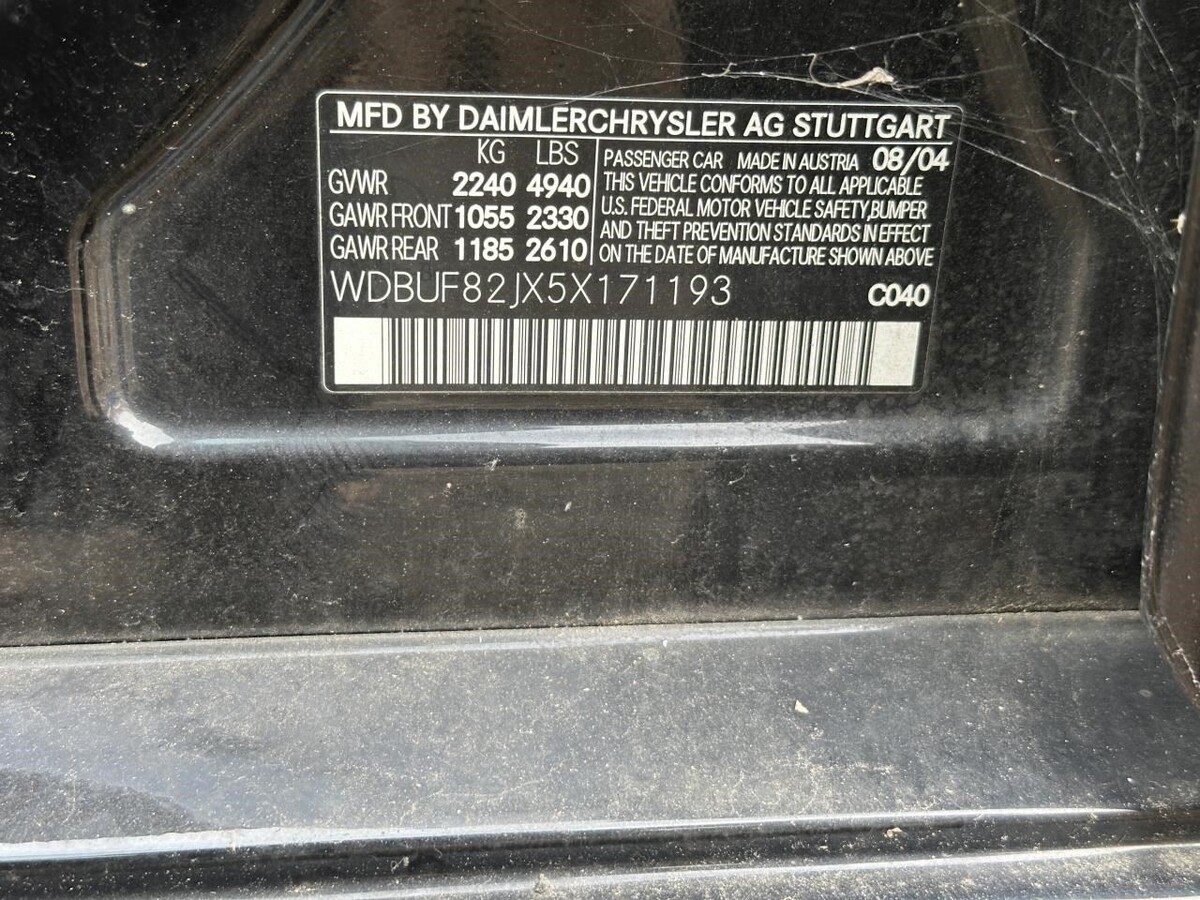 MFD BY DAIMLERCHRYSLER AG STUTTGART
KG LBS
GVWR 2240 4940
GAWR FRONT 1055 2330
GAWR REAR 1185 2610
PASSENGER CAR MADE IN AUSTRIA 08/04
THIS VEHICLE CONFORMS TO ALL APPLICABLE
U.S. FEDERAL MOTOR VEHICLE SAFETY,BUMPER
AND THEFT PREVENTION STANDARDS IN EFFECT
ON THE DATE OF MANUFACTURE SHOWN ABOVE
WDBUF82JX5X171193 C040